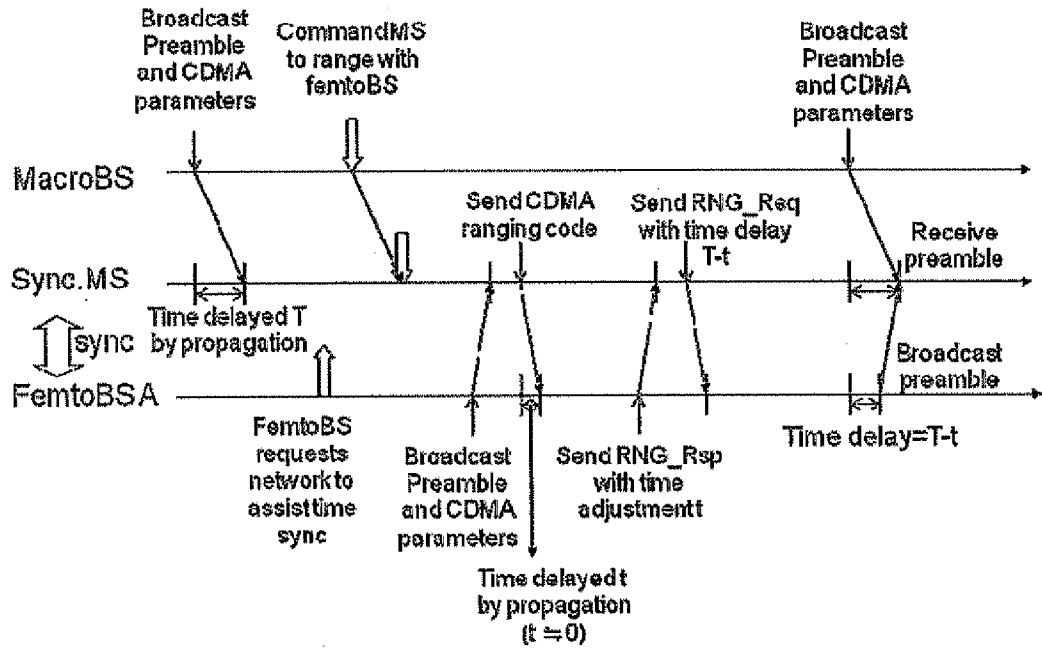 Broadcast
Preamble
and CDMA
parameters
CommandMS
to range with
femtoBS
Broadcast
Preamble
and CDMA
parameters
MacroBS
Send CDMA
ranging code
Send RNG_Req
with time delay
T-t
Receive
preamble
Sync.MS
Time delayed T
by propagation
sync
Broadcast
preamble
FemtoBSA
FemtoBS
requests
network to
assist time
sync
Broadcast
Preamble
and CDMA
parameters
Send RNG_Rsp
with time
adjustment t
Time delay=T-t
Time delayed t
by propagation
(t ≒ 0)